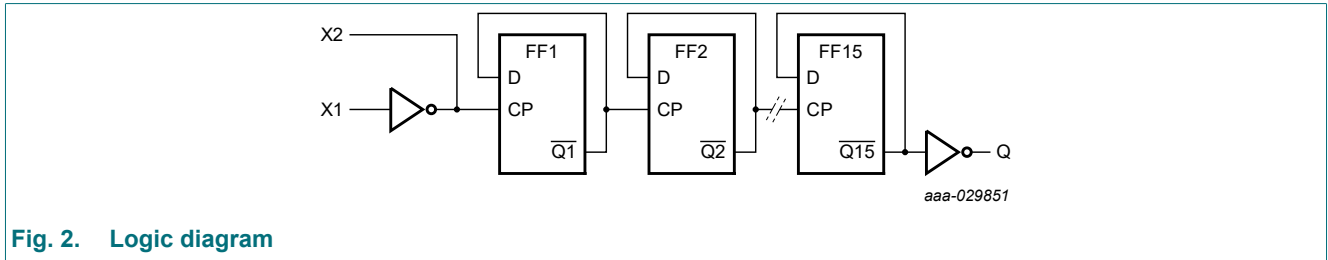 X2
FF1
FF2
FF15
D
D
D
X1
CP
CP
CP
Q1
Q2
Q15
Q
aaa-029851
Fig. 2. Logic diagram